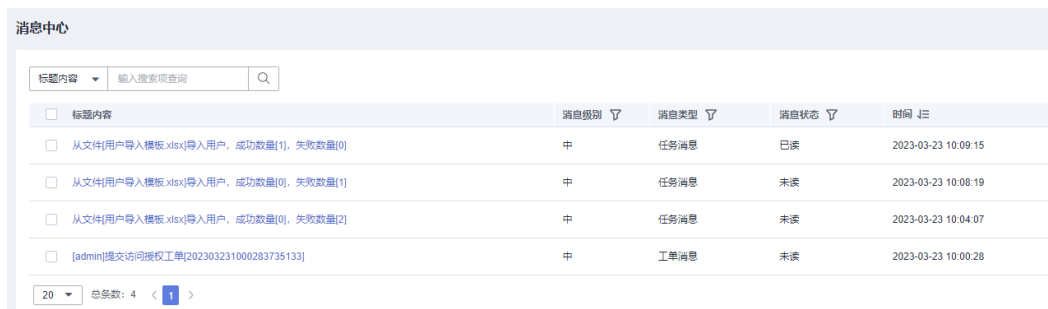 消息中心
标题内容 输入搜索项查询
标题内容 消息级别 消息类型 消息状态 时间
从文件[用户导入模板.xlsx]导入用户，成功数量[1]，失败数量[0] 中 任务消息 已读 2023-03-23 10:09:15
从文件[用户导入模板.xlsx]导入用户，成功数量[0]，失败数量[1] 中 任务消息 未读 2023-03-23 10:08:19
从文件[用户导入模板.xlsx]导入用户，成功数量[0]，失败数量[2] 中 任务消息 未读 2023-03-23 10:04:07
[admin]提交访问授权工单[202303231000283735133] 中 工单消息 未读 2023-03-23 10:00:28
20 总条数：4 < 1 >